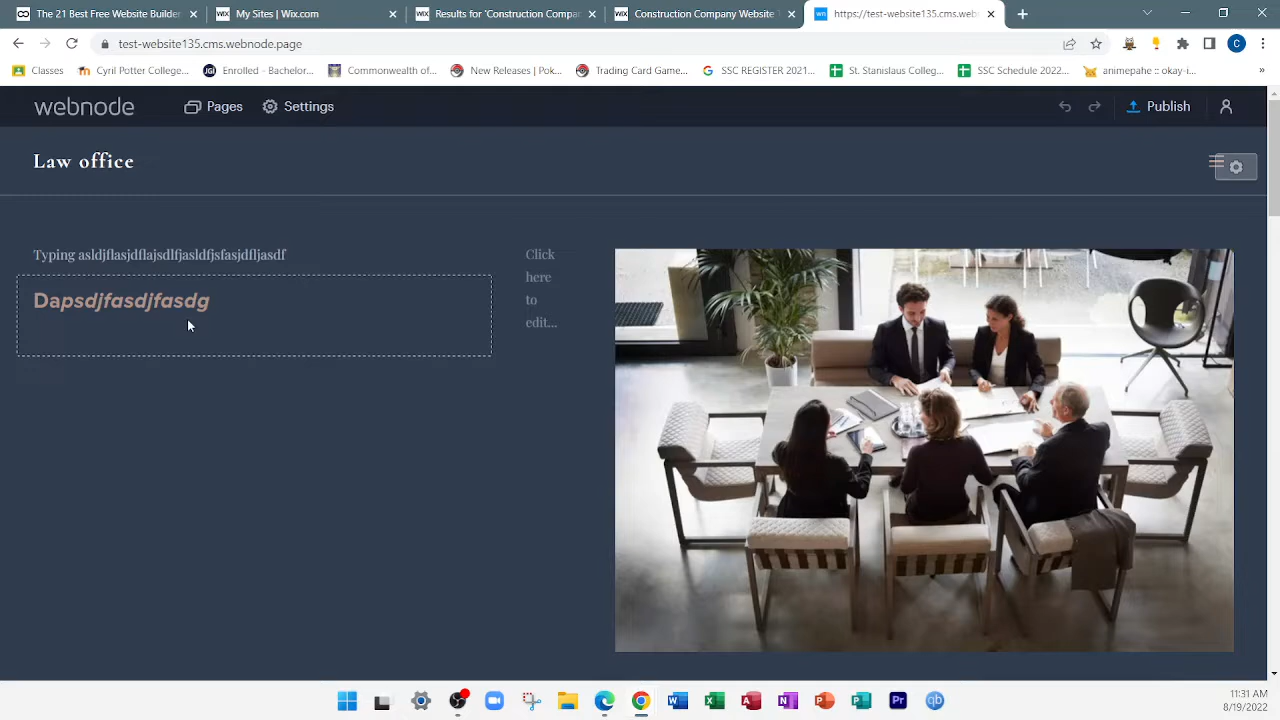 The 21 Best Free Web Builder
My Sites | Wix.com
Results for "Construction Compa
Construction Company Website T
https://test-website135.cms.webn
test-website135.cms.webnode.page
Classes
Cyril Potter College...
Enrolled - Bachelor...
Commonwealth of...
New Releases | Pok...
Trading Card Game...
SSC REGISTER 2021...
St. Stanislaus Colleg...
SSC Schedule 2022...
animepahe :: okay-i...
webnode
Pages
Settings
Publish
Law office
Typing asldjflasjdflajsdlfjasldfjsfasjdfljasdf
Dapsdjfasdjfasdg
Click
here
to
edit...
11:31 AM
8/19/2022